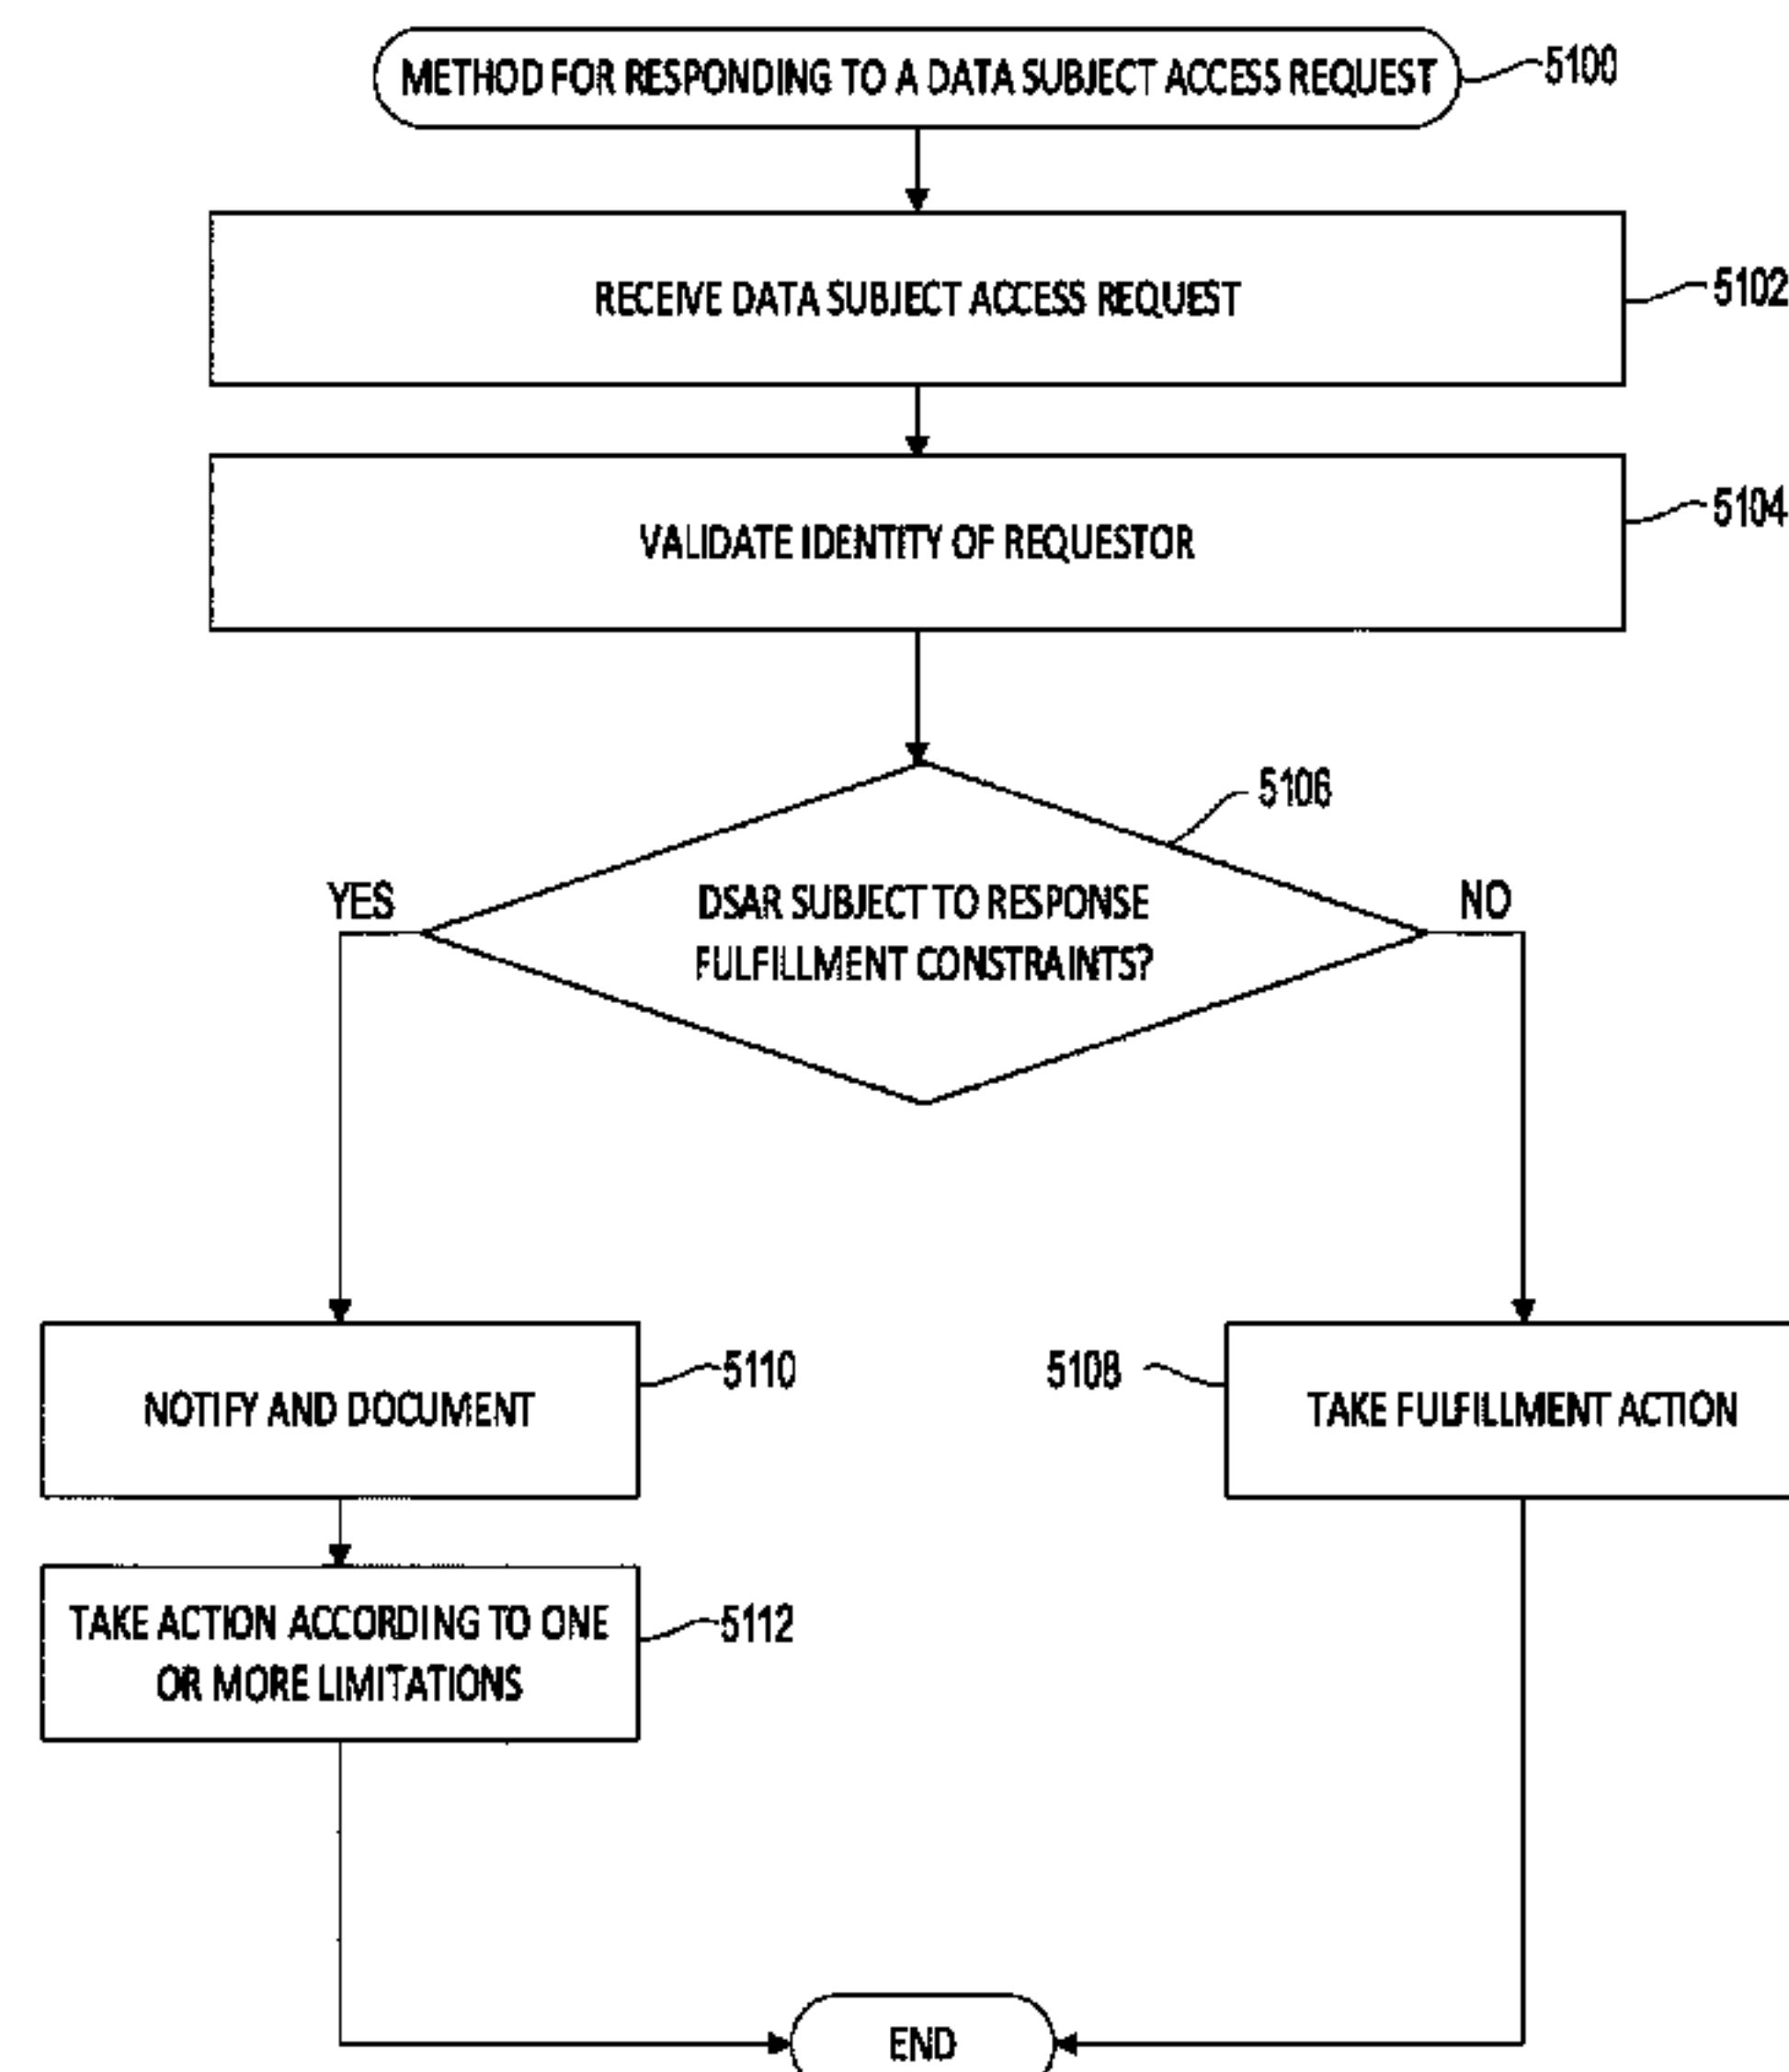 METHOD FOR RESPONDING TO A DATA SUBJECT ACCESS REQUEST
5100
RECEIVE DATA SUBJECT ACCESS REQUEST
5102
VALIDATE IDENTITY OF REQUESTOR
5104
5106
YES
DSAR SUBJECT TO RESPONSE
FULFILLMENT CONSTRAINTS?
NO
NOTIFY AND DOCUMENT
5110
5108
TAKE FULFILLMENT ACTION
TAKE ACTION ACCORDING TO ONE
OR MORE LIMITATIONS
5112
END